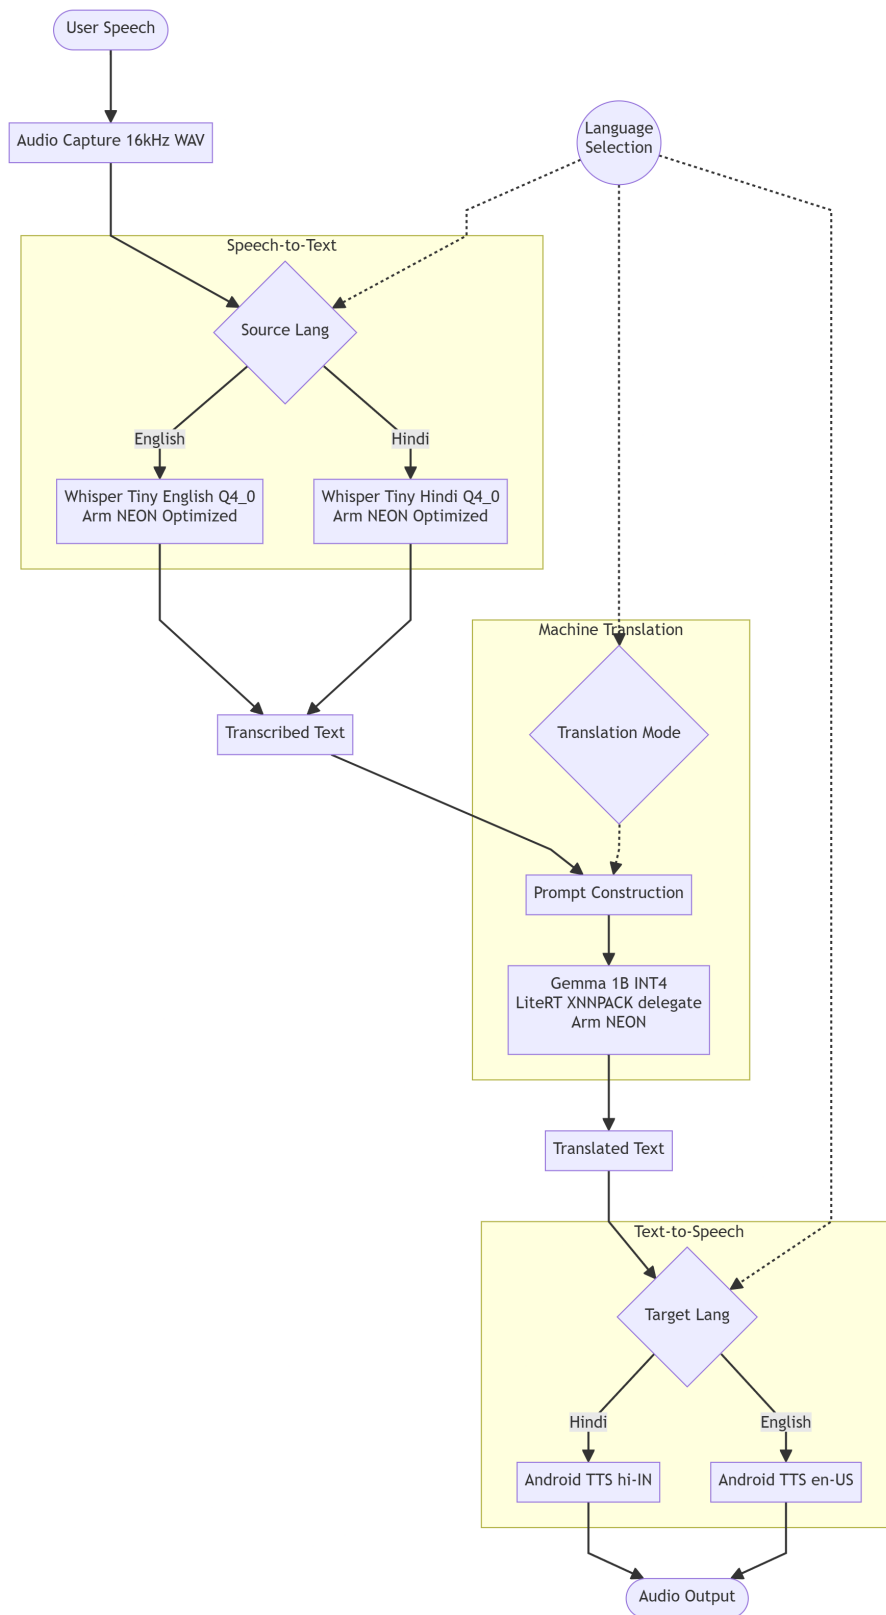 User Speech
Audio Capture 16kHz WAV
Language
Selection
Speech-to-Text
Source Lang
English
Hindi
Whisper Tiny English Q4_0
Arm NEON Optimized
Whisper Tiny Hindi Q4_0
Arm NEON Optimized
Machine Translation
Transcribed Text
Translation Mode
Prompt Construction
Gemma 1B INT4
LiteRT XNNPACK delegate
Arm NEON
Translated Text
Text-to-Speech
Target Lang
Hindi
English
Android TTS hi-IN
Android TTS en-US
Audio Output